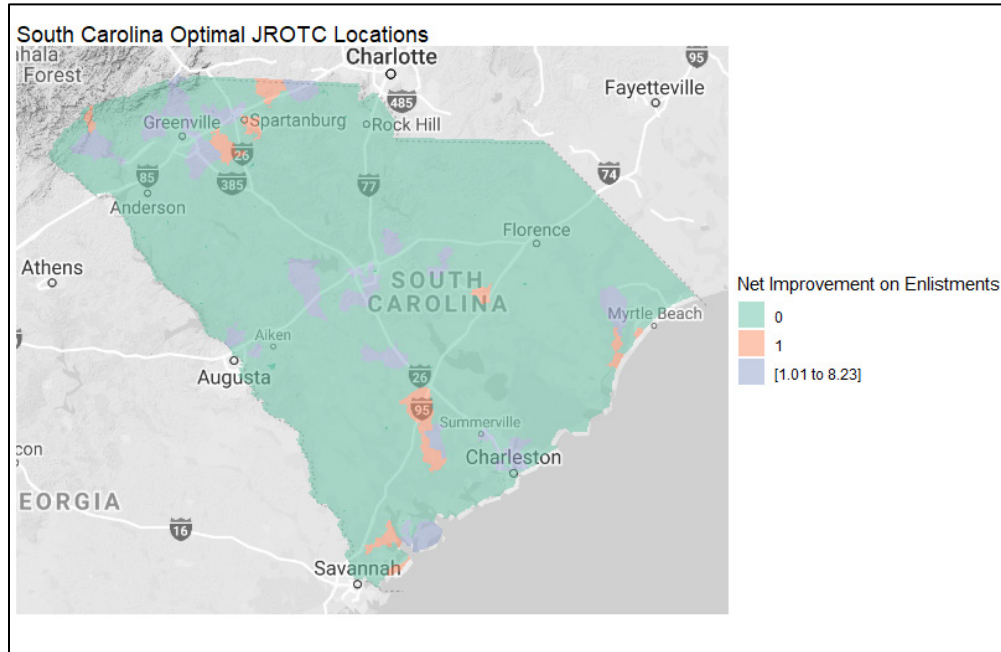 South Carolina Optimal JROTC Locations
hala
Forest
Charlotte
95
Fayetteville
485
Greenville
Spartanburg
Rock Hill
26
74
85
385
77
Anderson
Florence
Athens
SOUTH
CAROLINA
Net Improvement on Enlistments
0
1
[1.01 to 8.23]
Myrtle Beach
Aiken
Augusta
26
95
Summerville
Charleston
con
EORGIA
16
Savannah